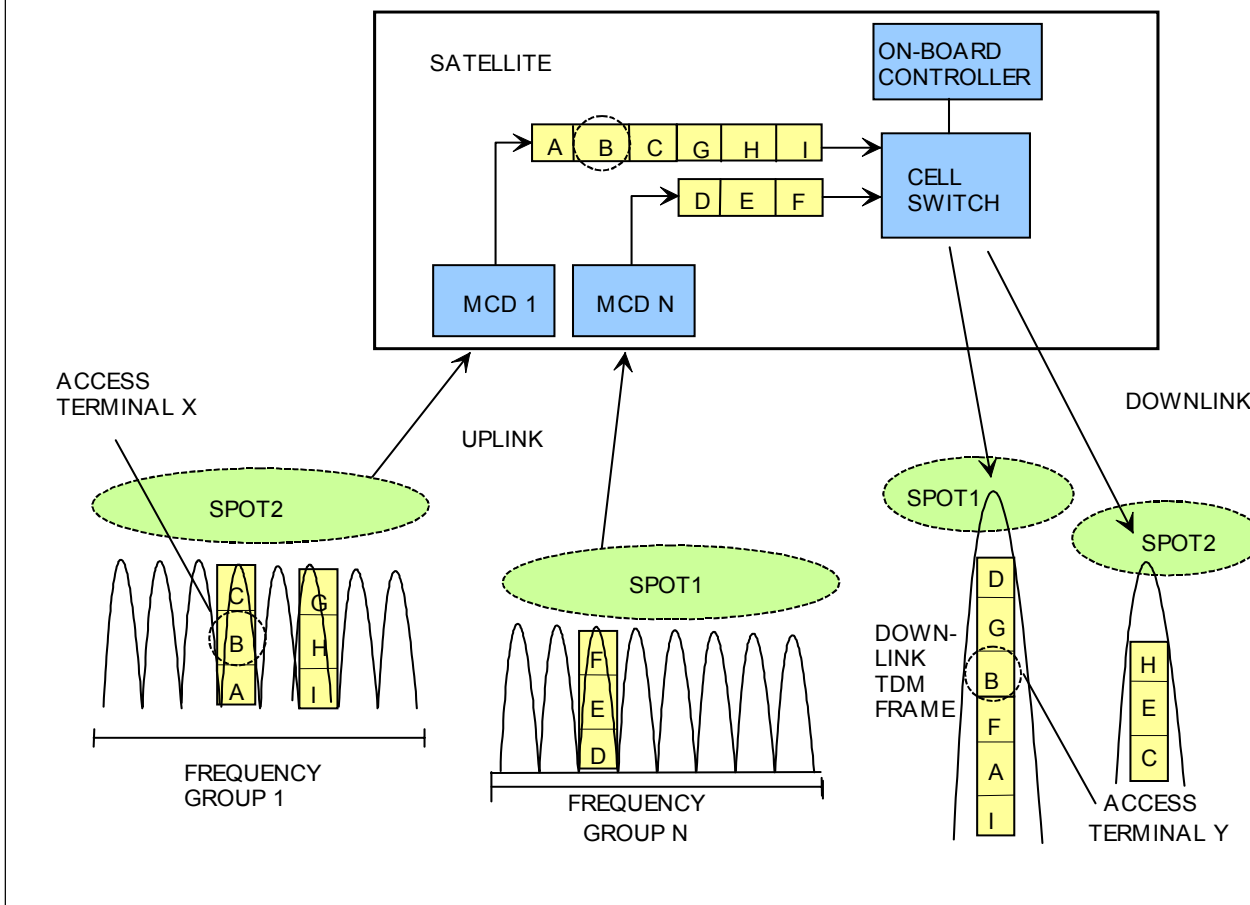 SATELLITE
ON-BOARD
CONTROLLER
A B C G H I
CELL
SWITCH
D E F
MCD 1
MCD N
ACCESS
TERMINAL X
UPLINK
DOWNLINK
SPOT2
SPOT1
SPOT1
SPOT2
C
B
A
G
H
I
F
E
D
DOWN-
LINK
TDM
FRAME
D
G
B
F
A
I
H
E
C
FREQUENCY
GROUP 1
FREQUENCY
GROUP N
ACCESS
TERMINAL Y